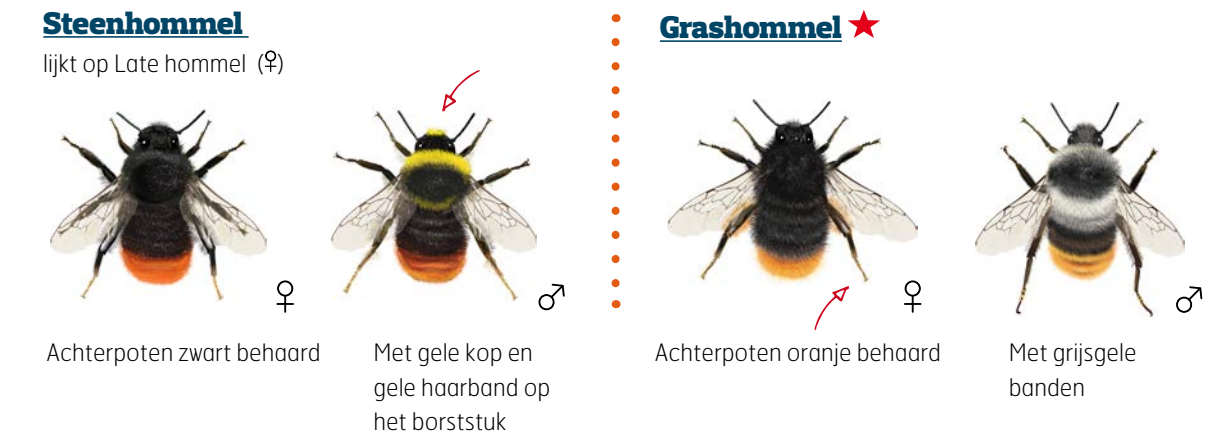 Steenhommel
lijkt op Late hommel (♀)
♀
♂
Achterpoten zwart behaard
Met gele kop en
gele haarband op
het borststuk
Grashommel
♀
♂
Achterpoten oranje behaard
Met grijsgele
banden